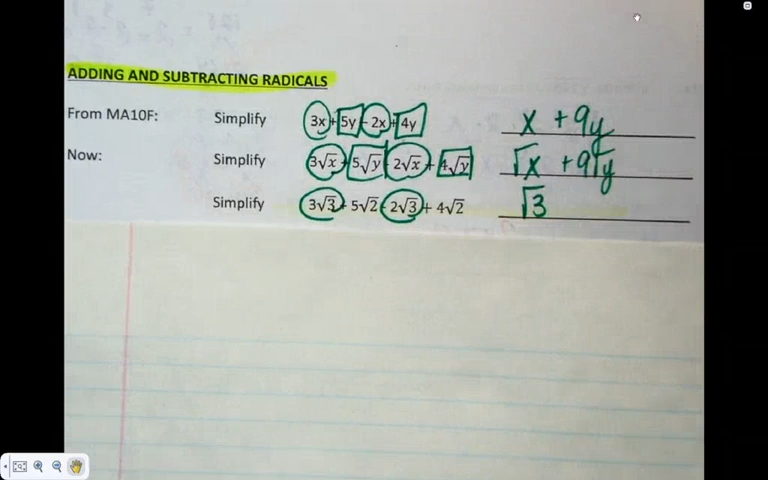 ADDING AND SUBTRACTING RADICALS
From MA10F: Simplify 3x + 5y - 2x + 4y x + 9y
Now: Simplify 3√x + 5√y - 2√x + 4√y √x + 9√y
Simplify 3√3 + 5√2 - 2√3 + 4√2 √3